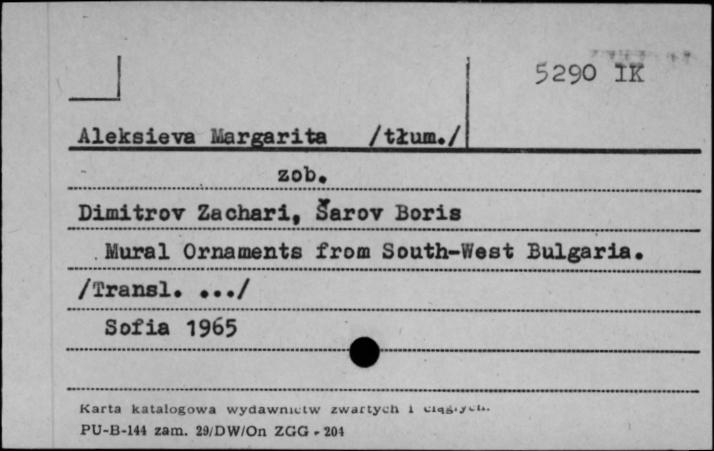 5290 IK
Aleksieva Margarita /tłum./
zob.
Dimitrov Zachari, Šarov Boris
Mural Ornaments from South-West Bulgaria.
/Transl. .../
Sofia 1965
Karta katalogowa wydawnictw zwartych i ciągłych.
PU-B-144 zam. 29/DW/On ZGG - 204